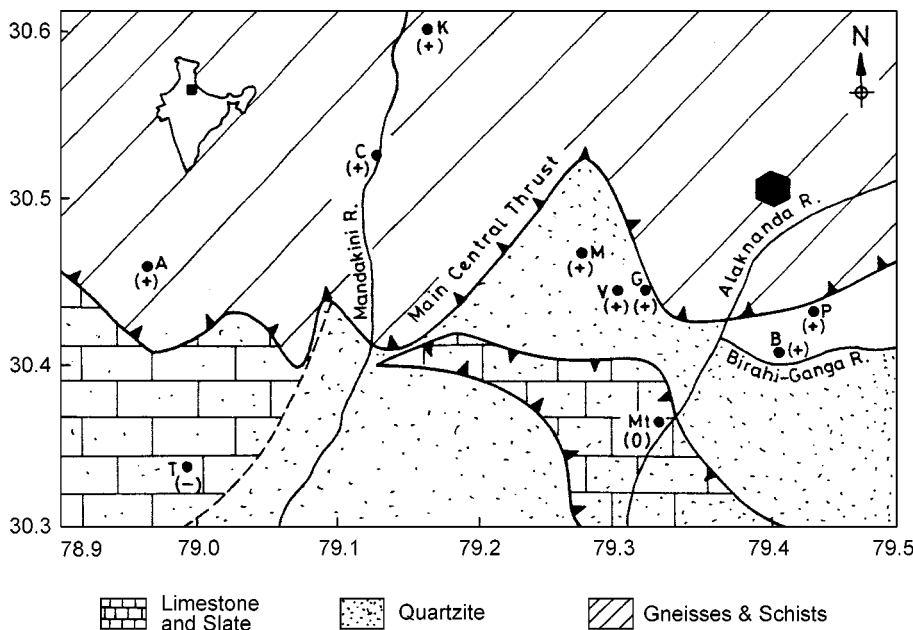 30.6
K
(+)
N
C
(+)
30.5
A
(+)
Mandakini R.
Main Central Thrust
Alaknanda R.
M
(+)
V
(+)
G
(+)
P
(+)
B
(+)
Birahi-Ganga R.
30.4
Mt
(0)
T
(–)
30.3
78.9 79.0 79.1 79.2 79.3 79.4 79.5
Limestone
and Slate
Quartzite
Gneisses & Schists